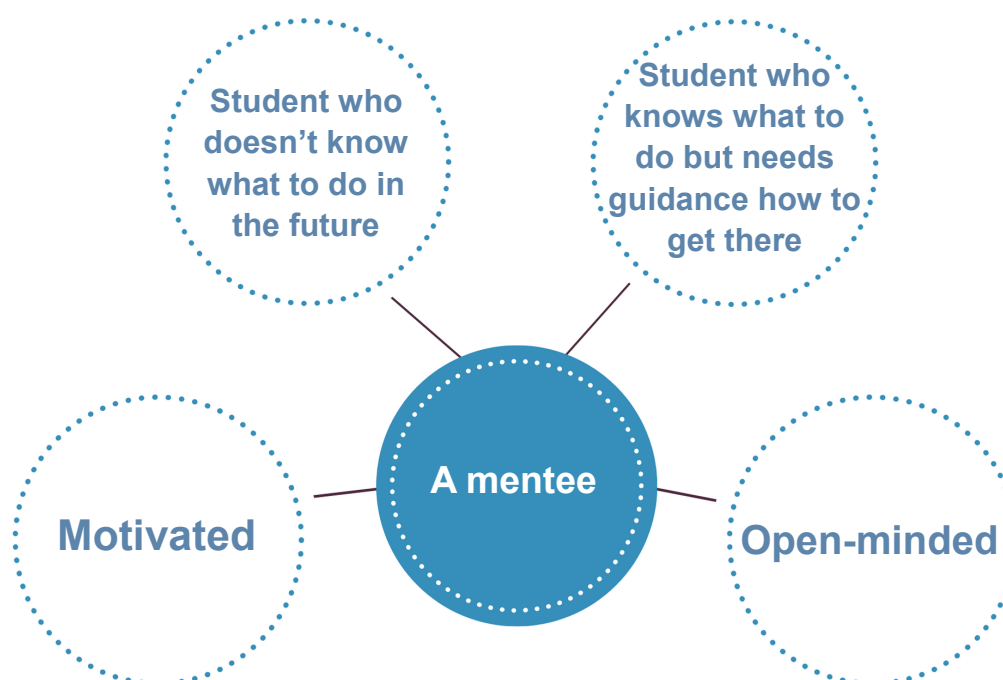 Student who
doesn’t know
what to do in
the future
Student who
knows what to
do but needs
guidance how to
get there
A mentee
Motivated
Open-minded